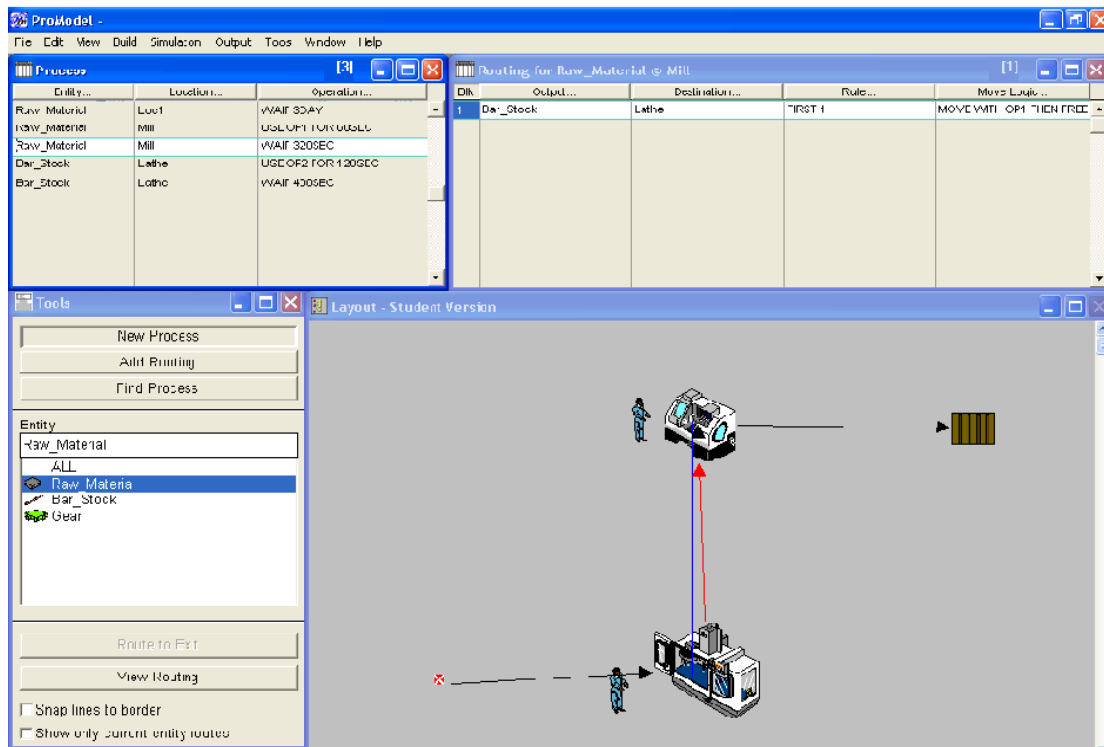 ProModel -
File Edit View Build Simulation Output Tools Window Help
Process [3]
Entity... Location... Operation...
Raw_Material Loc1 WAIT 3DAY
Raw_Material Mill USE OP1 FOR 60SEC
Raw_Material Mill WAIT 320SEC
Bar_Stock Lathe USE OP2 FOR 120SEC
Bar_Stock Lathe WAIT 400SEC
Routing for Raw_Material @ Mill [1]
Blk Output... Destination... Rule... Move Logic...
1 Bar_Stock Lathe FIRST 1 MOVE WITH OP1 THEN FREE
Tools
New Process
Add Routing
Find Process
Entity
Raw_Material
ALL
Raw_Materia
Bar_Stock
Gear
Route to Exit
View Routing
Snap lines to border
Show only current entity routes
Layout - Student Version